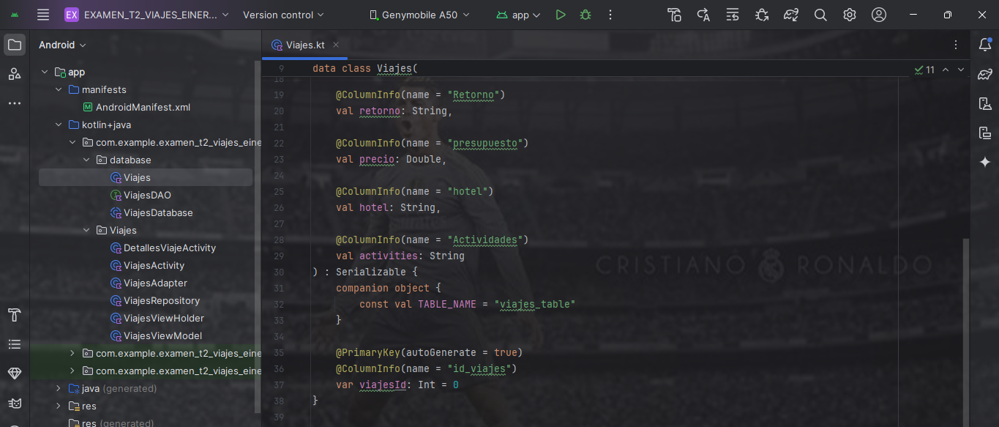 EX EXAMEN_T2_VIAJES_EINER... Version control Genymobile A50 app
Android
app
manifests
AndroidManifest.xml
kotlin+java
com.example.examen_t2_viajes_eine
database
Viajes
ViajesDAO
ViajesDatabase
Viajes
DetallesViajeActivity
ViajesActivity
ViajesAdapter
ViajesRepository
ViajesViewHolder
ViajesViewModel
com.example.examen_t2_viajes_eine
com.example.examen_t2_viajes_eine
java (generated)
res
res (generated)
Viajes.kt
9 data class Viajes( 11
18
19 @ColumnInfo(name = "Retorno")
20 val retorno: String,
21
22 @ColumnInfo(name = "presupuesto")
23 val precio: Double,
24
25 @ColumnInfo(name = "hotel")
26 val hotel: String,
27
28 @ColumnInfo(name = "Actividades")
29 val activities: String
30 ) : Serializable {
31 companion object {
32 const val TABLE_NAME = "viajes_table"
33 }
34
35 @PrimaryKey(autoGenerate = true)
36 @ColumnInfo(name = "id_viajes")
37 var viajesId: Int = 0
38 }
39
CRISTIANO RONALDO